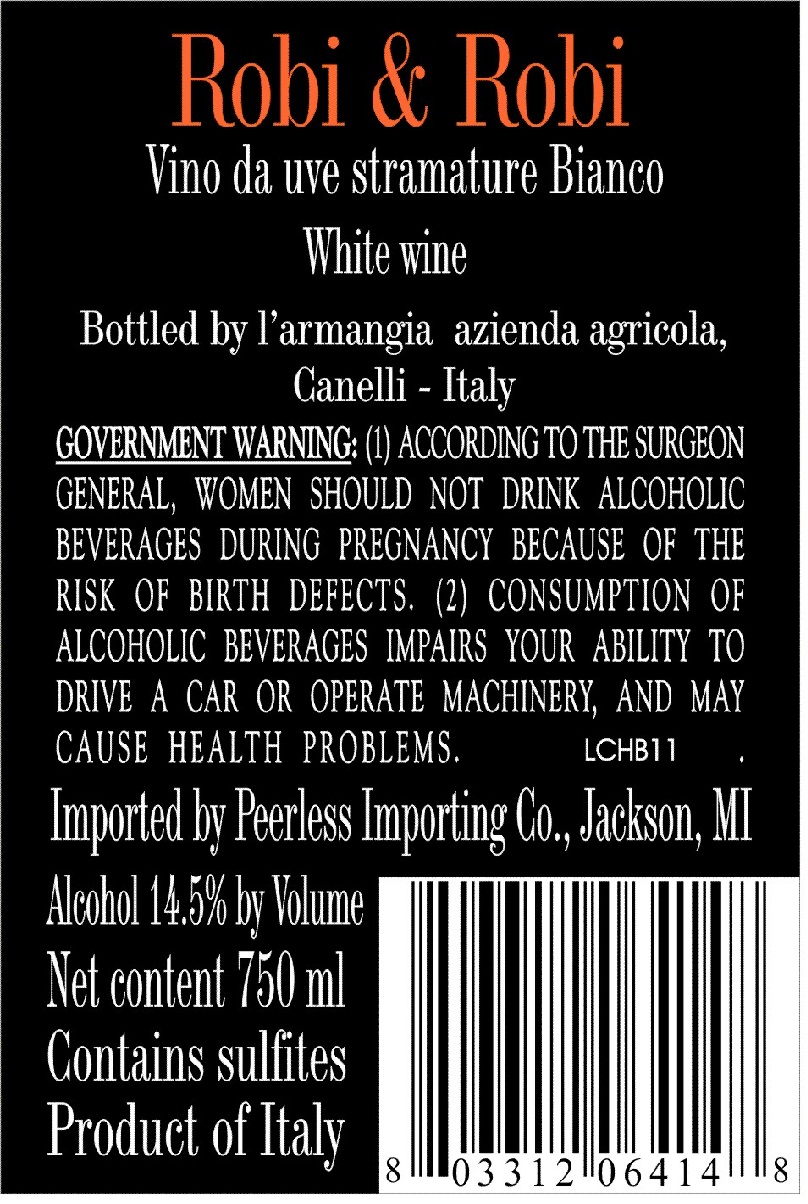 Robi & Robi
Vino da uve stramature Bianco
White wine
Bottled by l'armangia azienda agricola,
Canelli - Italy
GOVERNMENT WARNING: (1) ACCORDING TO THE SURGEON
GENERAL, WOMEN SHOULD NOT DRINK ALCOHOLIC
BEVERAGES DURING PREGNANCY BECAUSE OF THE
RISK OF BIRTH DEFECTS. (2) CONSUMPTION OF
ALCOHOLIC BEVERAGES IMPAIRS YOUR ABILITY TO
DRIVE A CAR OR OPERATE MACHINERY, AND MAY
CAUSE HEALTH PROBLEMS. LCHB11 .
Imported by Peerless Importing Co., Jackson, MI
Alcohol 14.5% by Volume
Net content 750 ml
Contains sulfites
Product of Italy
8 03312 06414 8